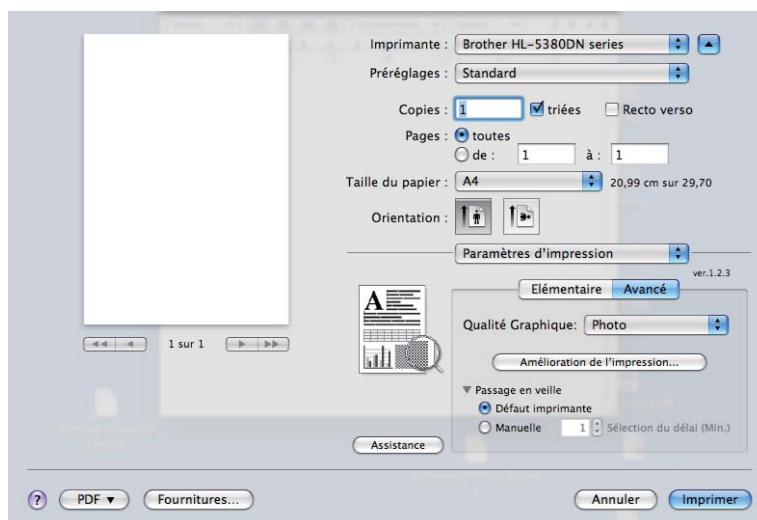 Imprimante : Brother HL-5380DN series
Préréglages : Standard
Copies : 1 triées Recto verso
Pages : toutes
de : 1 à : 1
Taille du papier : A4 20,99 cm sur 29,70
Orientation :
Paramètres d'impression
ver.1.2.3
Elémentaire Avancé
Qualité Graphique: Photo
1 sur 1
Amélioration de l'impression...
Passage en veille
Défaut imprimante
Manuelle 1 Sélection du délai (Min.)
Assistance
? PDF Fournitures... Annuler Imprimer